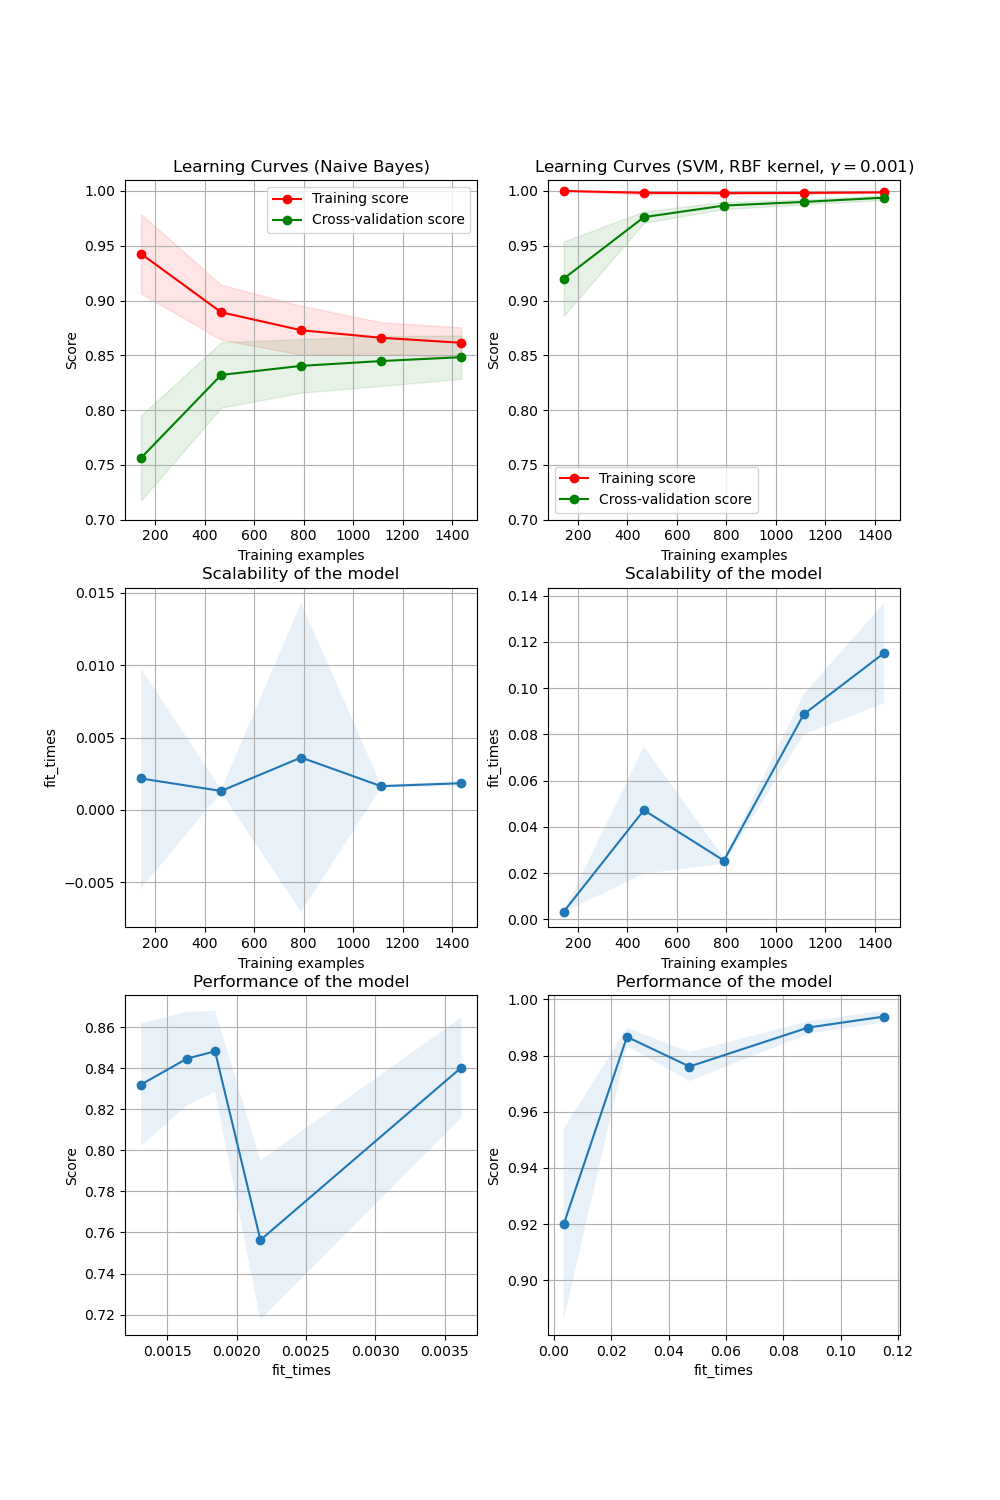 Learning Curves (Naive Bayes)
Score
1.00
0.95
0.90
0.85
0.80
0.75
0.70
Training score
Cross-validation score
200 400 600 800 1000 1200 1400
Training examples
Learning Curves (SVM, RBF kernel, γ = 0.001)
Score
1.00
0.95
0.90
0.85
0.80
0.75
0.70
Training score
Cross-validation score
200 400 600 800 1000 1200 1400
Training examples
Scalability of the model
fit_times
0.015
0.010
0.005
0.000
−0.005
200 400 600 800 1000 1200 1400
Training examples
Scalability of the model
fit_times
0.14
0.12
0.10
0.08
0.06
0.04
0.02
0.00
200 400 600 800 1000 1200 1400
Training examples
Performance of the model
Score
0.86
0.84
0.82
0.80
0.78
0.76
0.74
0.72
0.0015 0.0020 0.0025 0.0030 0.0035
fit_times
Performance of the model
Score
1.00
0.98
0.96
0.94
0.92
0.90
0.00 0.02 0.04 0.06 0.08 0.10 0.12
fit_times